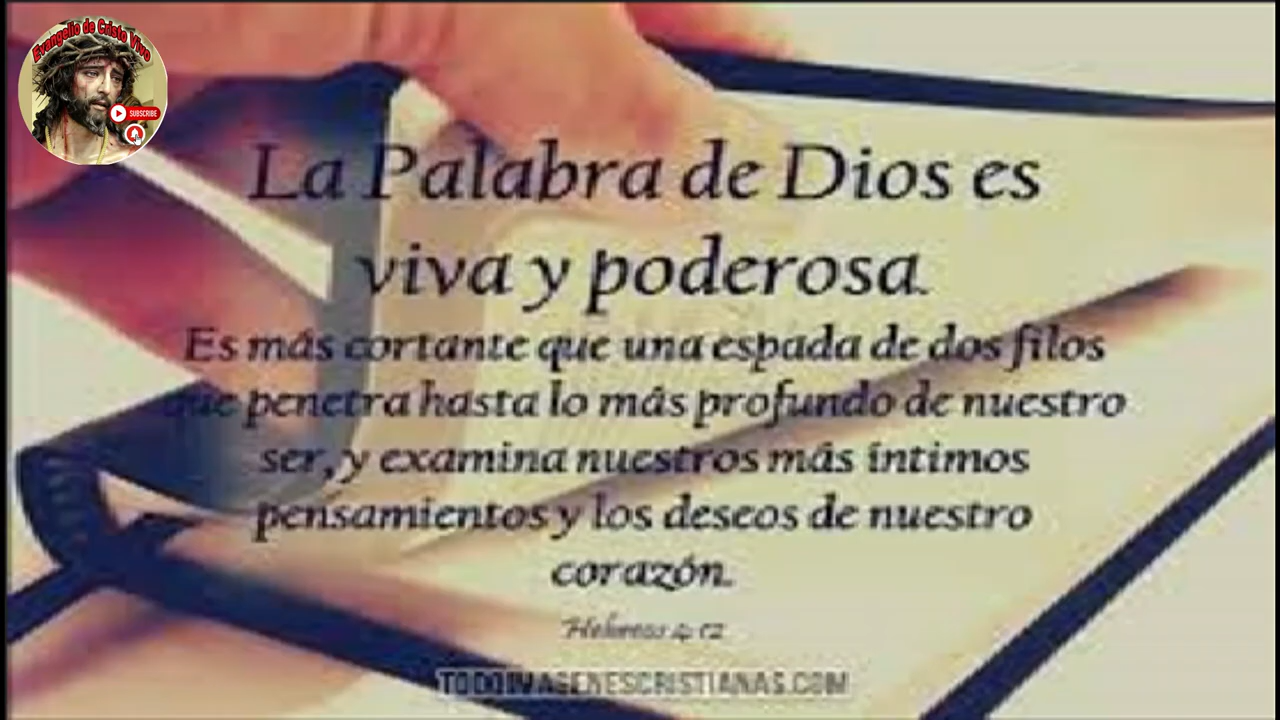 Evangelio de Cristo Vivo
SUBSCRIBE
La Palabra de Dios es
viva y poderosa.
Es más cortante que una espada de dos filos
que penetra hasta lo más profundo de nuestro
ser, y examina nuestros más íntimos
pensamientos y los deseos de nuestro
corazón.
Hebreos 4:12
TODOIMAGENESCRISTIANAS.COM